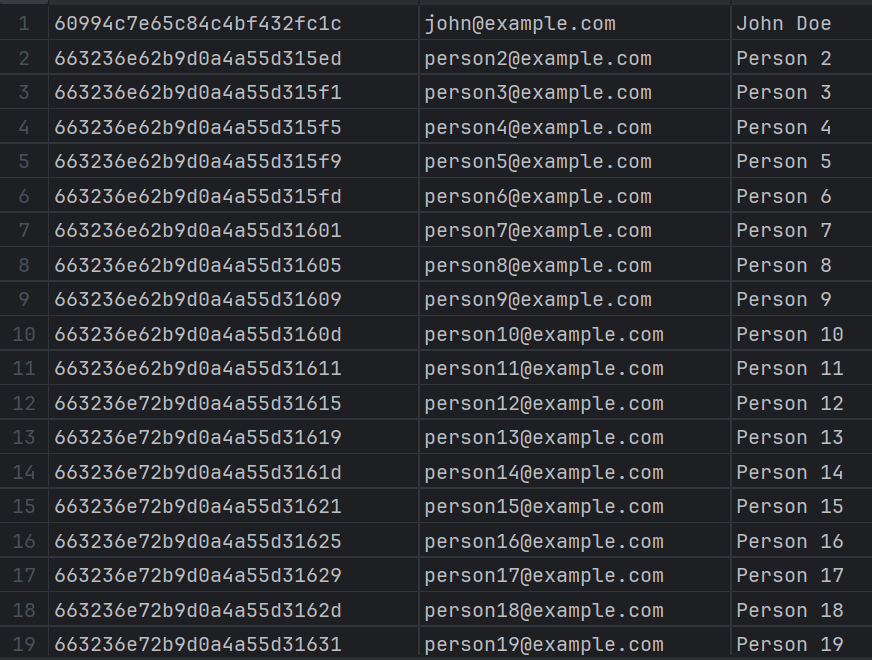 1 60994c7e65c84c4bf432fc1c john@example.com John Doe
2 663236e62b9d0a4a55d315ed person2@example.com Person 2
3 663236e62b9d0a4a55d315f1 person3@example.com Person 3
4 663236e62b9d0a4a55d315f5 person4@example.com Person 4
5 663236e62b9d0a4a55d315f9 person5@example.com Person 5
6 663236e62b9d0a4a55d315fd person6@example.com Person 6
7 663236e62b9d0a4a55d31601 person7@example.com Person 7
8 663236e62b9d0a4a55d31605 person8@example.com Person 8
9 663236e62b9d0a4a55d31609 person9@example.com Person 9
10 663236e62b9d0a4a55d3160d person10@example.com Person 10
11 663236e62b9d0a4a55d31611 person11@example.com Person 11
12 663236e72b9d0a4a55d31615 person12@example.com Person 12
13 663236e72b9d0a4a55d31619 person13@example.com Person 13
14 663236e72b9d0a4a55d3161d person14@example.com Person 14
15 663236e72b9d0a4a55d31621 person15@example.com Person 15
16 663236e72b9d0a4a55d31625 person16@example.com Person 16
17 663236e72b9d0a4a55d31629 person17@example.com Person 17
18 663236e72b9d0a4a55d3162d person18@example.com Person 18
19 663236e72b9d0a4a55d31631 person19@example.com Person 19